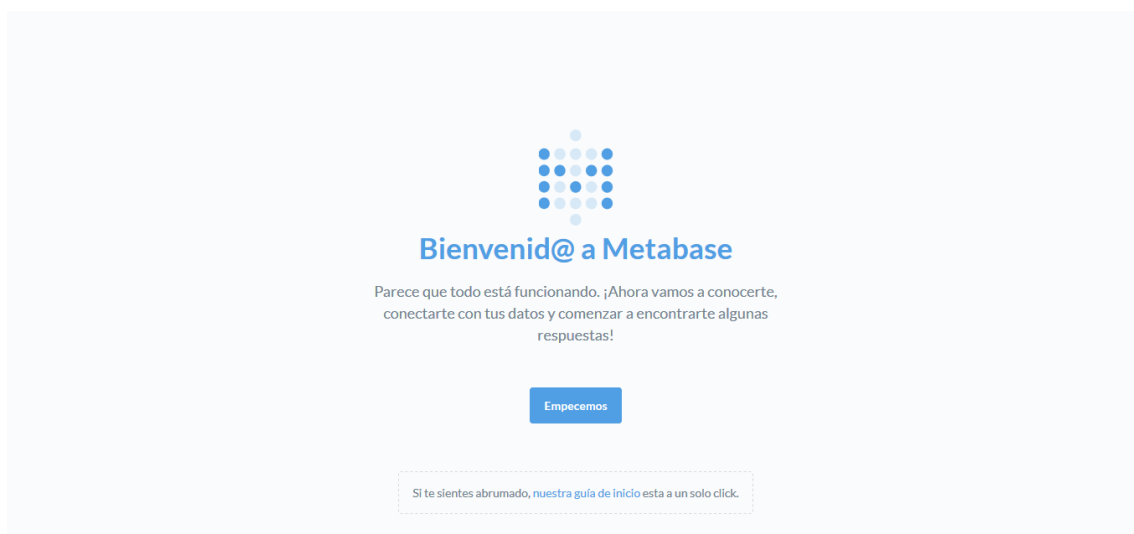 Bienvenid@ a Metabase
Parece que todo está funcionando. ¡Ahora vamos a conocerte,
conectarte con tus datos y comenzar a encontrarte algunas
respuestas!
Empecemos
Si te sientes abrumado, nuestra guía de inicio esta a un solo click.